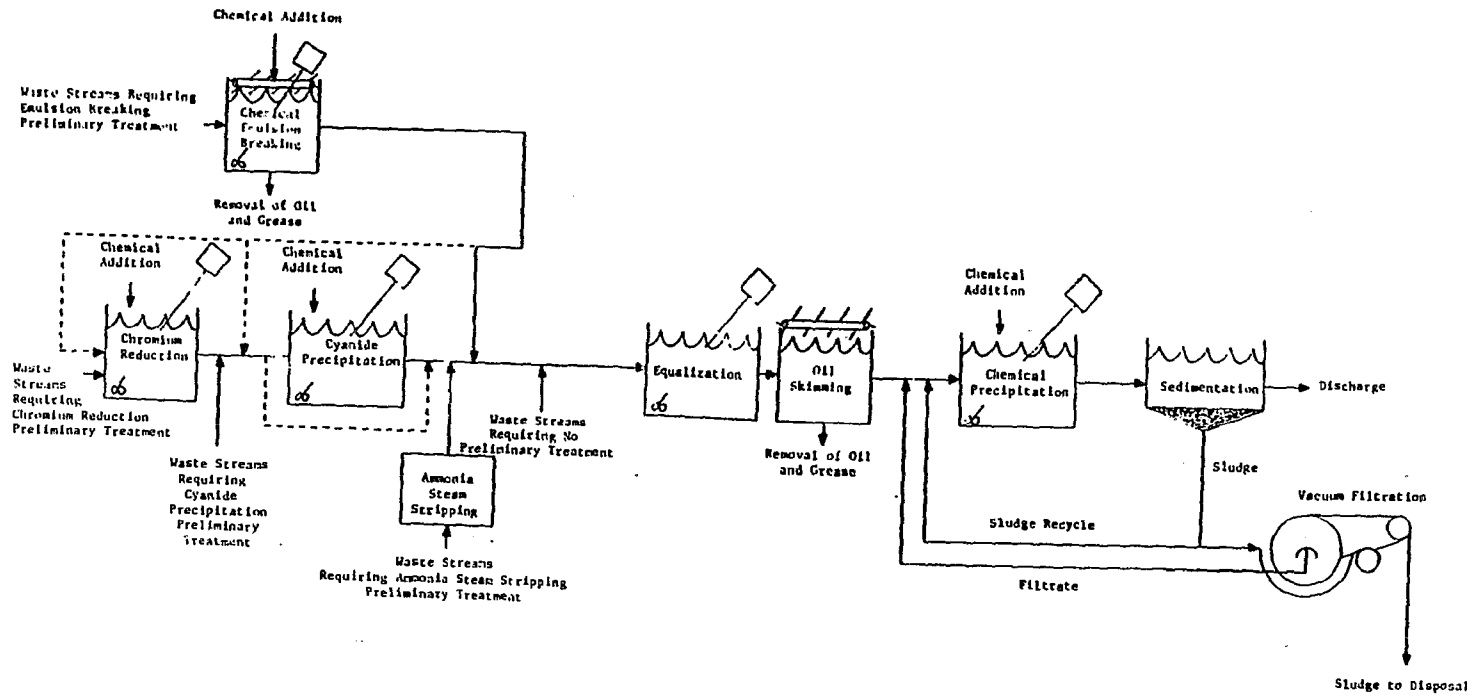 Chemical Addition
Waste Streams Requiring
Emulsion Breaking
Preliminary Treatment
Chemical
Emulsion
Breaking
Removal of Oil
and Grease
Chemical
Addition
Chromium
Reduction
Waste
Streams
Requiring
Chromium Reduction
Preliminary Treatment
Waste Streams
Requiring
Cyanide
Precipitation
Preliminary
Treatment
Chemical
Addition
Cyanide
Precipitation
Ammonia
Steam
Stripping
Waste Streams
Requiring Ammonia Steam Stripping
Preliminary Treatment
Waste Streams
Requiring No
Preliminary Treatment
Equalization
Oil
Skimming
Removal of Oil
and Grease
Chemical
Addition
Chemical
Precipitation
Sedimentation
Discharge
Sludge
Sludge Recycle
Filtrate
Vacuum Filtration
Sludge to Disposal